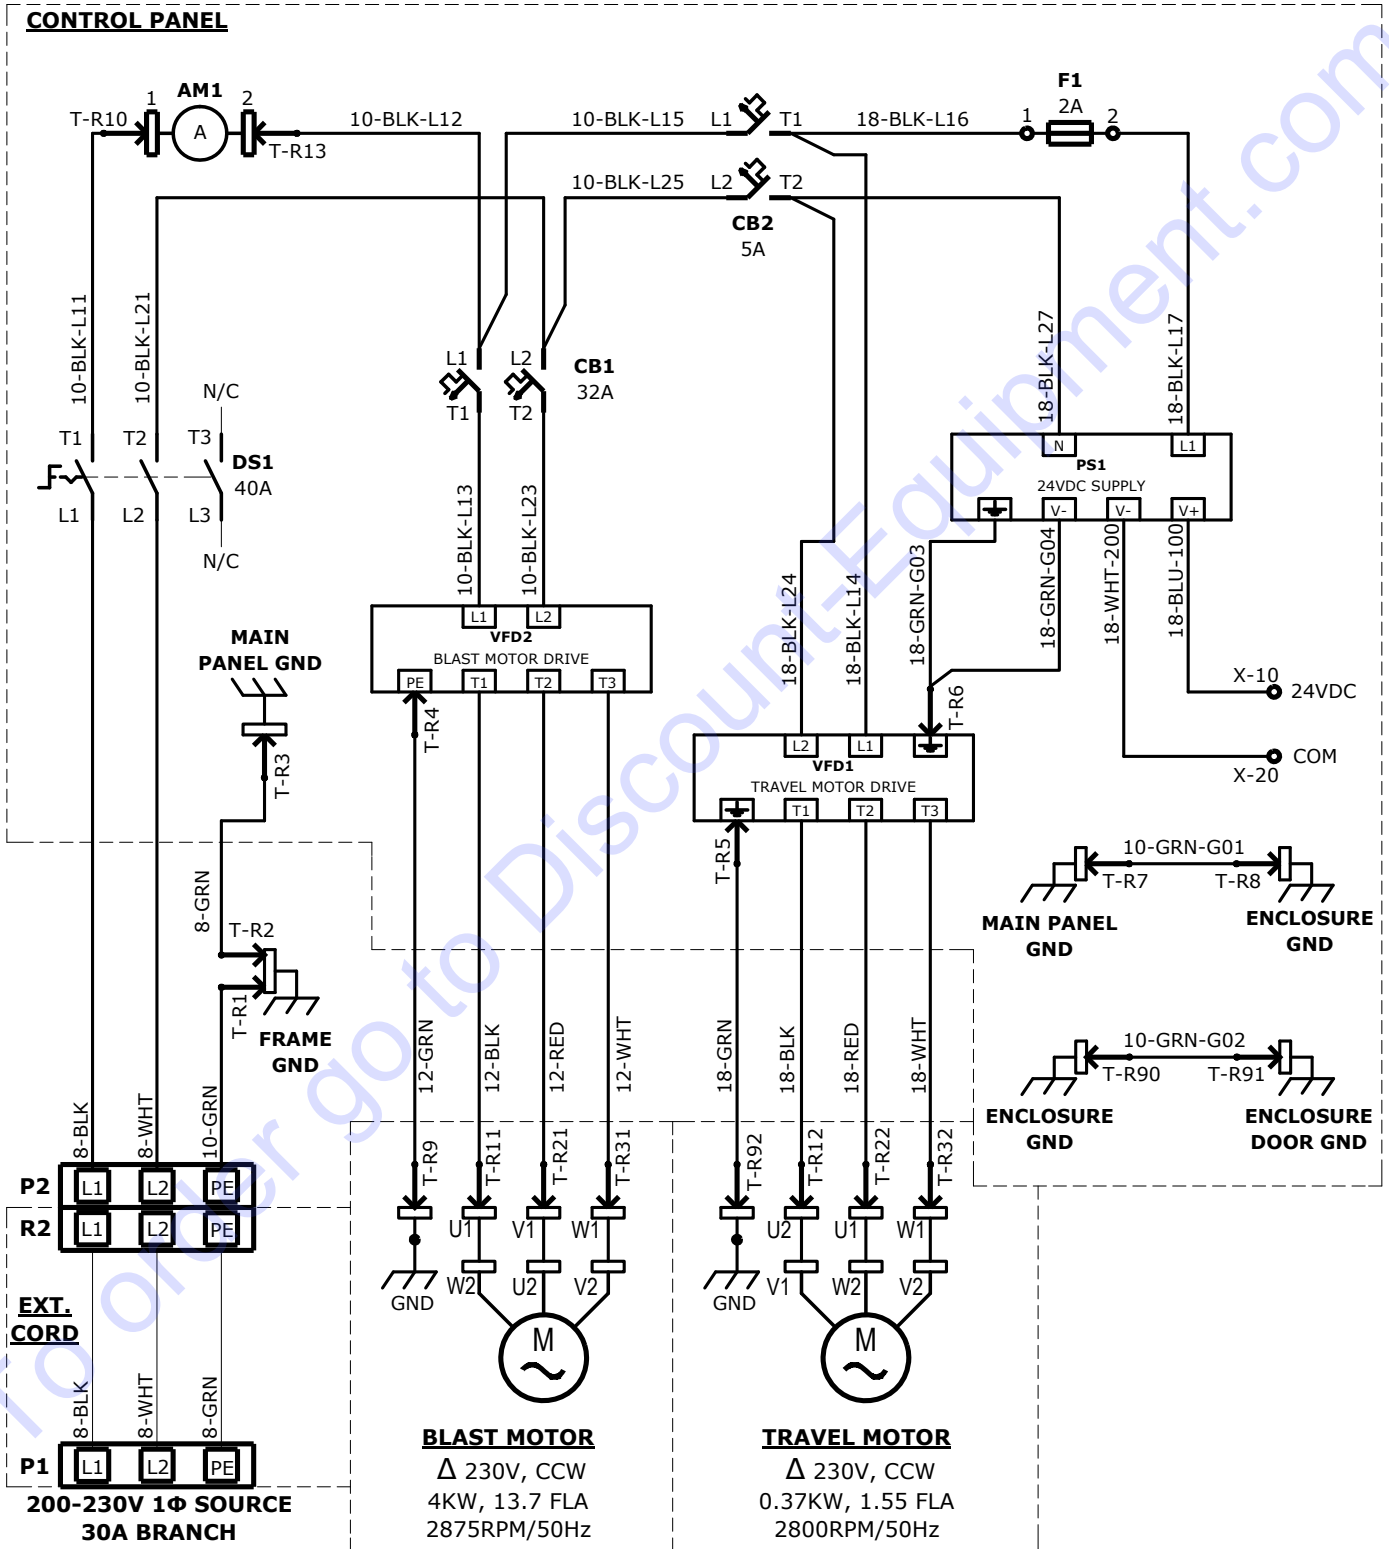 CONTROL PANEL
AM1
1
2
T-R10
A
T-R13
10-BLK-L12
10-BLK-L15
L1
T1
18-BLK-L16
F1
2A
1
2
10-BLK-L25
L2
T2
CB2
5A
10-BLK-L11
10-BLK-L21
18-BLK-L27
18-BLK-L17
N/C
T1
T2
T3
DS1
40A
L1
L2
L3
N/C
L1
L2
CB1
32A
T1
T2
10-BLK-L13
10-BLK-L23
N
L1
PS1
24VDC SUPPLY
V-
V-
V+
18-BLK-L24
18-BLK-L14
18-GRN-G03
18-GRN-G04
18-WHT-200
18-BLU-100
L1
L2
VFD2
BLAST MOTOR DRIVE
PE
T1
T2
T3
MAIN
PANEL GND
T-R3
T-R4
T-R6
X-10
24VDC
COM
X-20
L2
L1
VFD1
TRAVEL MOTOR DRIVE
T1
T2
T3
T-R5
10-GRN-G01
T-R7
T-R8
MAIN PANEL
GND
ENCLOSURE
GND
8-GRN
T-R2
T-R1
FRAME
GND
12-GRN
12-BLK
12-RED
12-WHT
18-GRN
18-BLK
18-RED
18-WHT
10-GRN-G02
T-R90
T-R91
ENCLOSURE
GND
ENCLOSURE
DOOR GND
8-BLK
8-WHT
10-GRN
T-R9
T-R11
T-R21
T-R31
T-R92
T-R12
T-R22
T-R32
P2
L1
L2
PE
R2
L1
L2
PE
U1
V1
W1
U2
U1
W1
W2
U2
V2
V1
W2
V2
GND
GND
EXT.
CORD
M
M
8-BLK
8-WHT
8-GRN
P1
L1
L2
PE
200-230V 1Φ SOURCE
30A BRANCH
BLAST MOTOR
Δ 230V, CCW
4KW, 13.7 FLA
2875RPM/50Hz
TRAVEL MOTOR
Δ 230V, CCW
0.37KW, 1.55 FLA
2800RPM/50Hz
To order go to Discount-Equipment.com